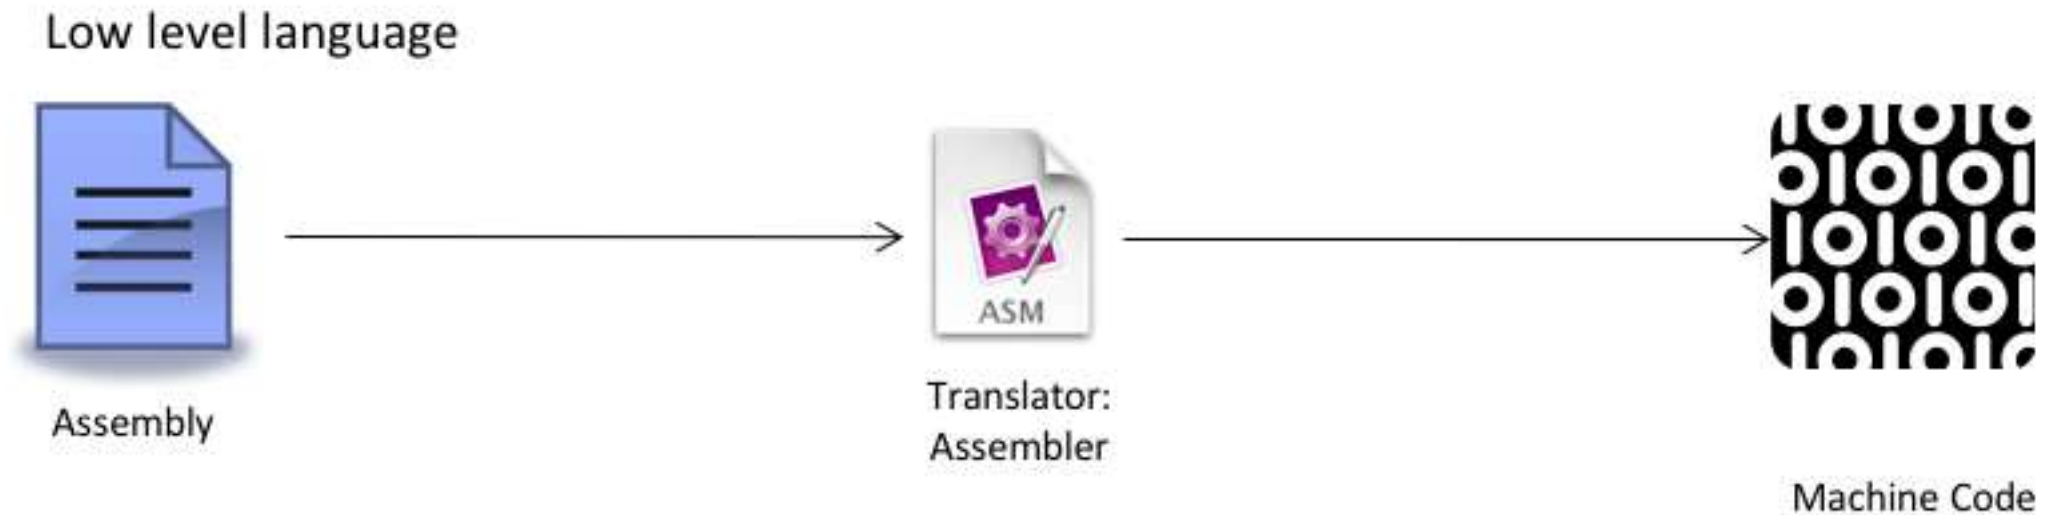 Low level language
ASM
Assembly
Translator:
Assembler
Machine Code